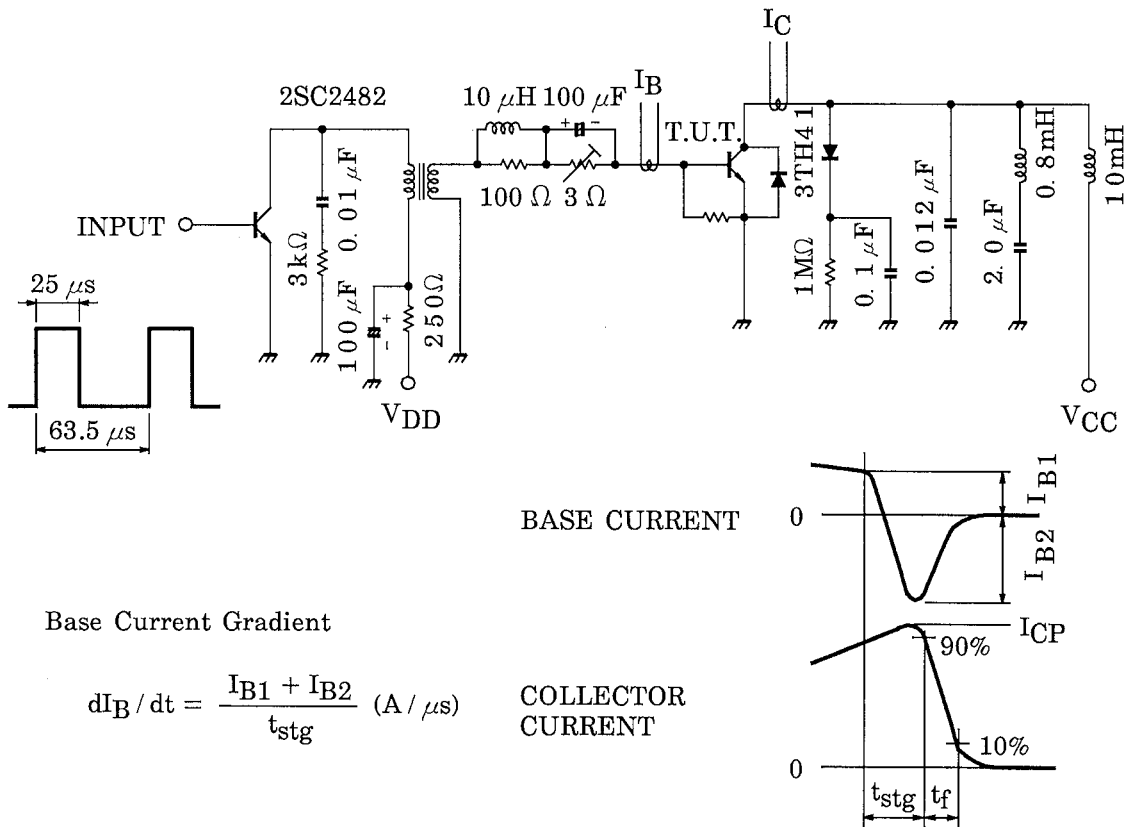 I_C
2SC2482
10 μH 100 μF
I_B
T.U.T.
3TH41
0.8mH
10mH
100 Ω 3 Ω
INPUT
0.01 μF
3kΩ
100 μF
+
-
250Ω
+ -
1MΩ
0.1 μF
0.012 μF
2.0 μF
25 μs
63.5 μs
V_DD
V_CC
BASE CURRENT
0
I_B1
I_B2
Base Current Gradient
dI_B / dt = (I_B1 + I_B2) / t_stg (A / μs)
COLLECTOR
CURRENT
I_CP
90%
10%
0
t_stg t_f